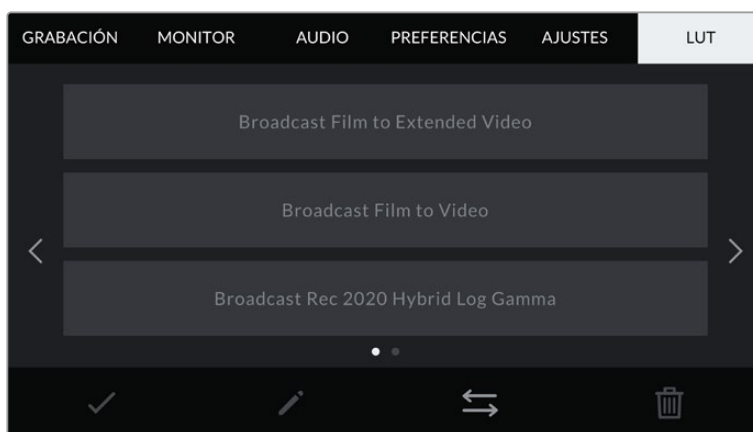 GRABACIÓN MONITOR AUDIO PREFERENCIAS AJUSTES LUT
Broadcast Film to Extended Video
Broadcast Film to Video
Broadcast Rec 2020 Hybrid Log Gamma